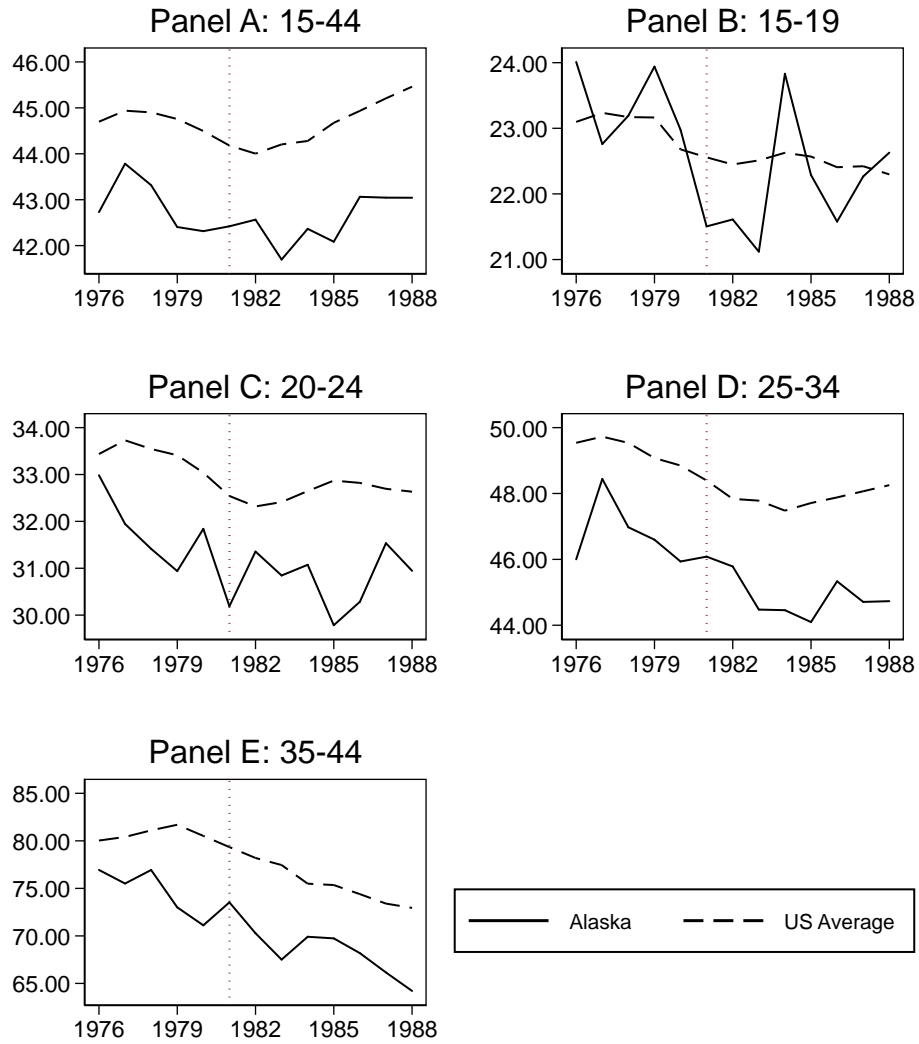 Panel A: 15-44
46.00
45.00
44.00
43.00
42.00
1976 1979 1982 1985 1988
Panel B: 15-19
24.00
23.00
22.00
21.00
1976 1979 1982 1985 1988
Panel C: 20-24
34.00
33.00
32.00
31.00
30.00
1976 1979 1982 1985 1988
Panel D: 25-34
50.00
48.00
46.00
44.00
1976 1979 1982 1985 1988
Panel E: 35-44
85.00
80.00
75.00
70.00
65.00
1976 1979 1982 1985 1988
Alaska US Average